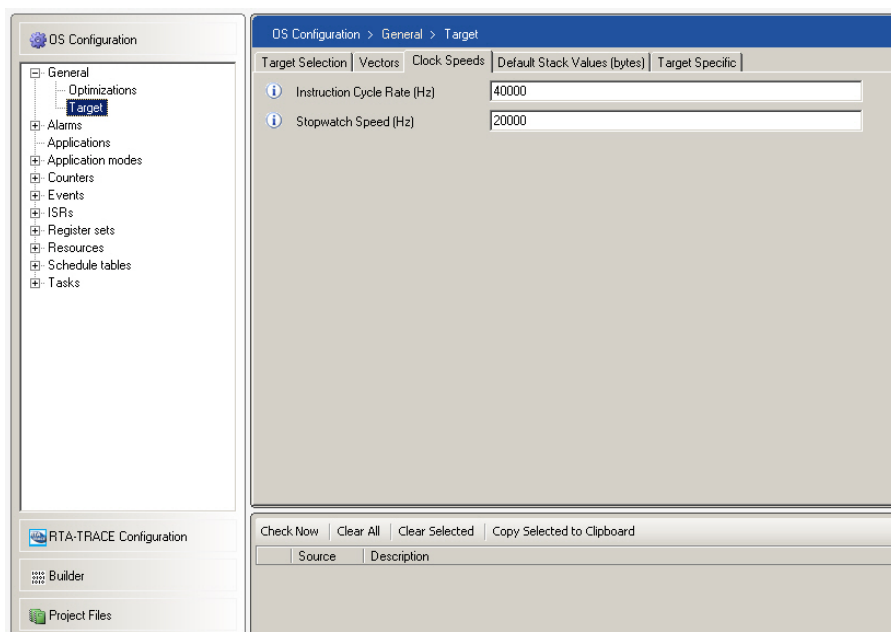 OS Configuration
General
Optimizations
Target
Alarms
Applications
Application modes
Counters
Events
ISRs
Register sets
Resources
Schedule tables
Tasks
RTA-TRACE Configuration
Builder
Project Files
OS Configuration > General > Target
Target Selection Vectors Clock Speeds Default Stack Values (bytes) Target Specific
Instruction Cycle Rate (Hz) 40000
Stopwatch Speed (Hz) 20000
Check Now Clear All Clear Selected Copy Selected to Clipboard
Source Description